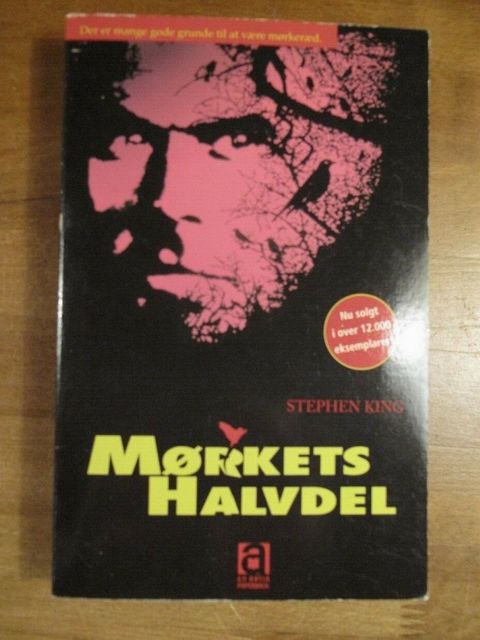 Der er mange gode grunde til at være mørkeræd.
Nu solgt
i over 12.000
eksemplarer
STEPHEN KING
MØRKETS
HALVDEL
a